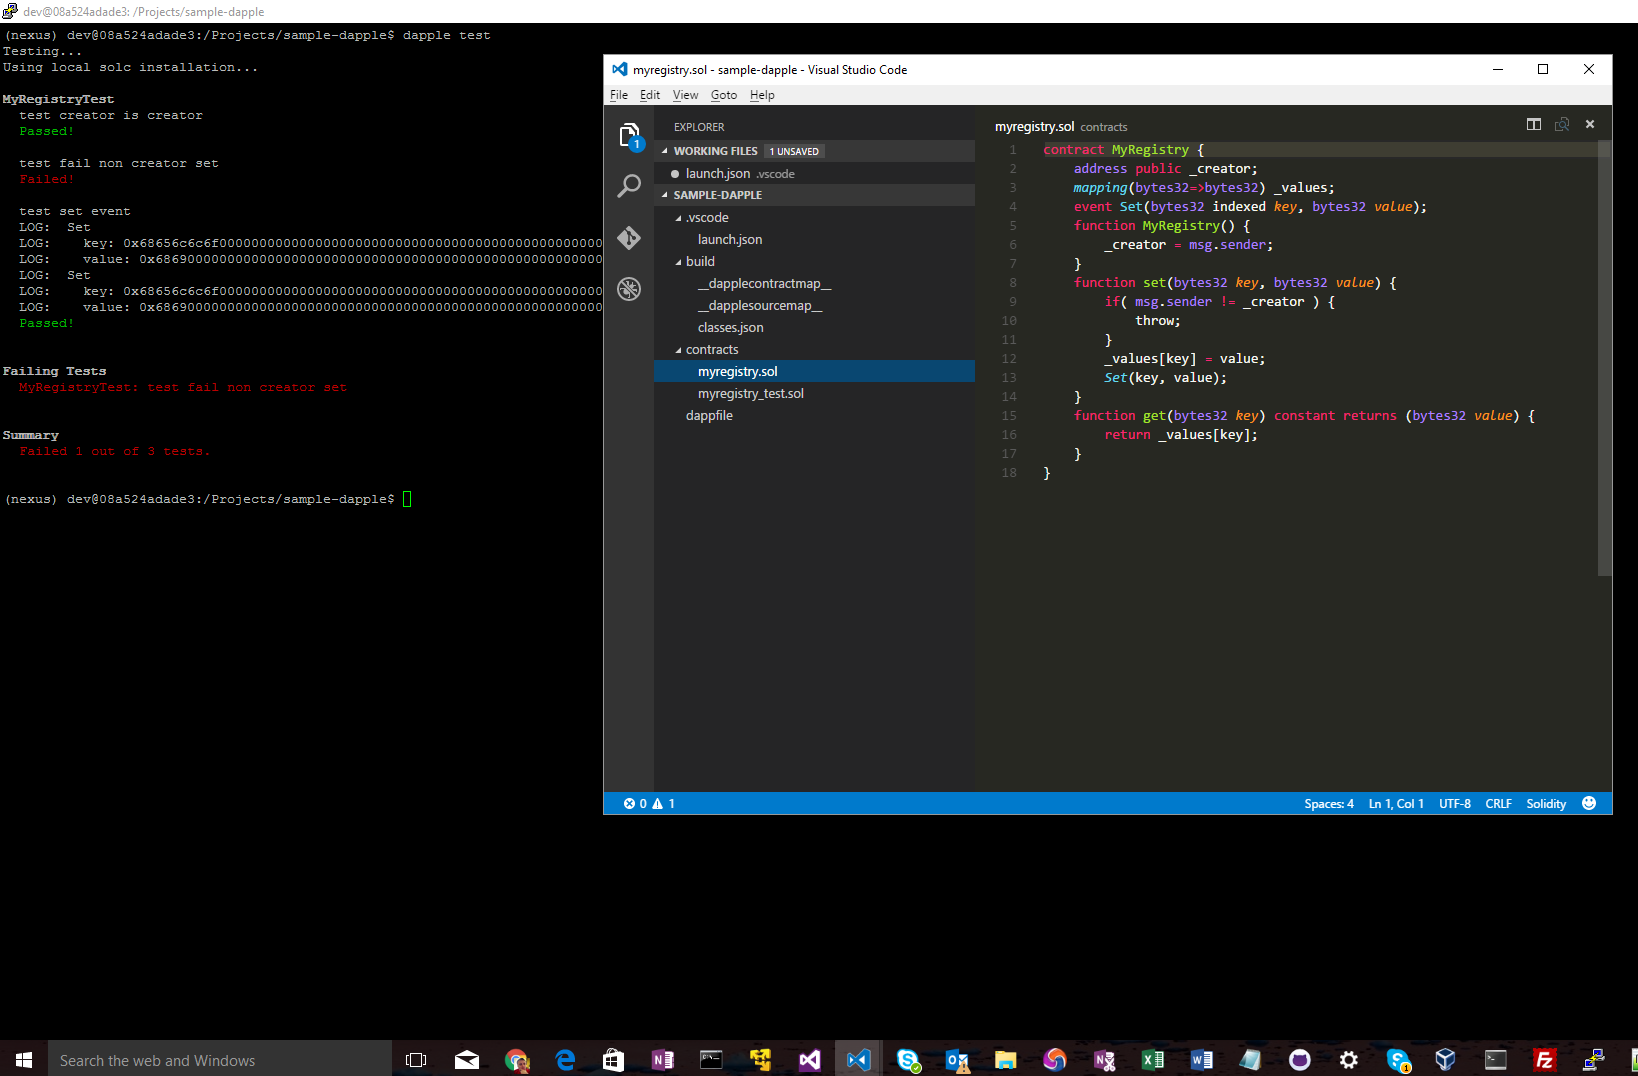 dev@08a524adade3: /Projects/sample-dapple
(nexus) dev@08a524adade3:/Projects/sample-dapple$ dapple test
Testing...
Using local solc installation...
MyRegistryTest
test creator is creator
Passed!
test fail non creator set
Failed!
test set event
LOG:  Set
LOG:    key: 0x68656c6c6f00000000000000000000000000000000000000000000000
LOG:    value: 0x686900000000000000000000000000000000000000000000000000000
LOG:  Set
LOG:    key: 0x68656c6c6f00000000000000000000000000000000000000000000000
LOG:    value: 0x686900000000000000000000000000000000000000000000000000000
Passed!
Failing Tests
MyRegistryTest: test fail non creator set
Summary
Failed 1 out of 3 tests.
(nexus) dev@08a524adade3:/Projects/sample-dapple$
myregistry.sol - sample-dapple - Visual Studio Code
File Edit View Goto Help
1
EXPLORER
WORKING FILES 1 UNSAVED
launch.json .vscode
SAMPLE-DAPPLE
.vscode
launch.json
build
__dapplecontractmap__
__dapplesourcemap__
classes.json
contracts
myregistry.sol
myregistry_test.sol
dappfile
myregistry.sol contracts
1 contract MyRegistry {
2 address public _creator;
3 mapping(bytes32=>bytes32) _values;
4 event Set(bytes32 indexed key, bytes32 value);
5 function MyRegistry() {
6 _creator = msg.sender;
7 }
8 function set(bytes32 key, bytes32 value) {
9 if( msg.sender != _creator ) {
10 throw;
11 }
12 _values[key] = value;
13 Set(key, value);
14 }
15 function get(bytes32 key) constant returns (bytes32 value) {
16 return _values[key];
17 }
18 }
0 1
Spaces: 4 Ln 1, Col 1 UTF-8 CRLF Solidity
Search the web and Windows